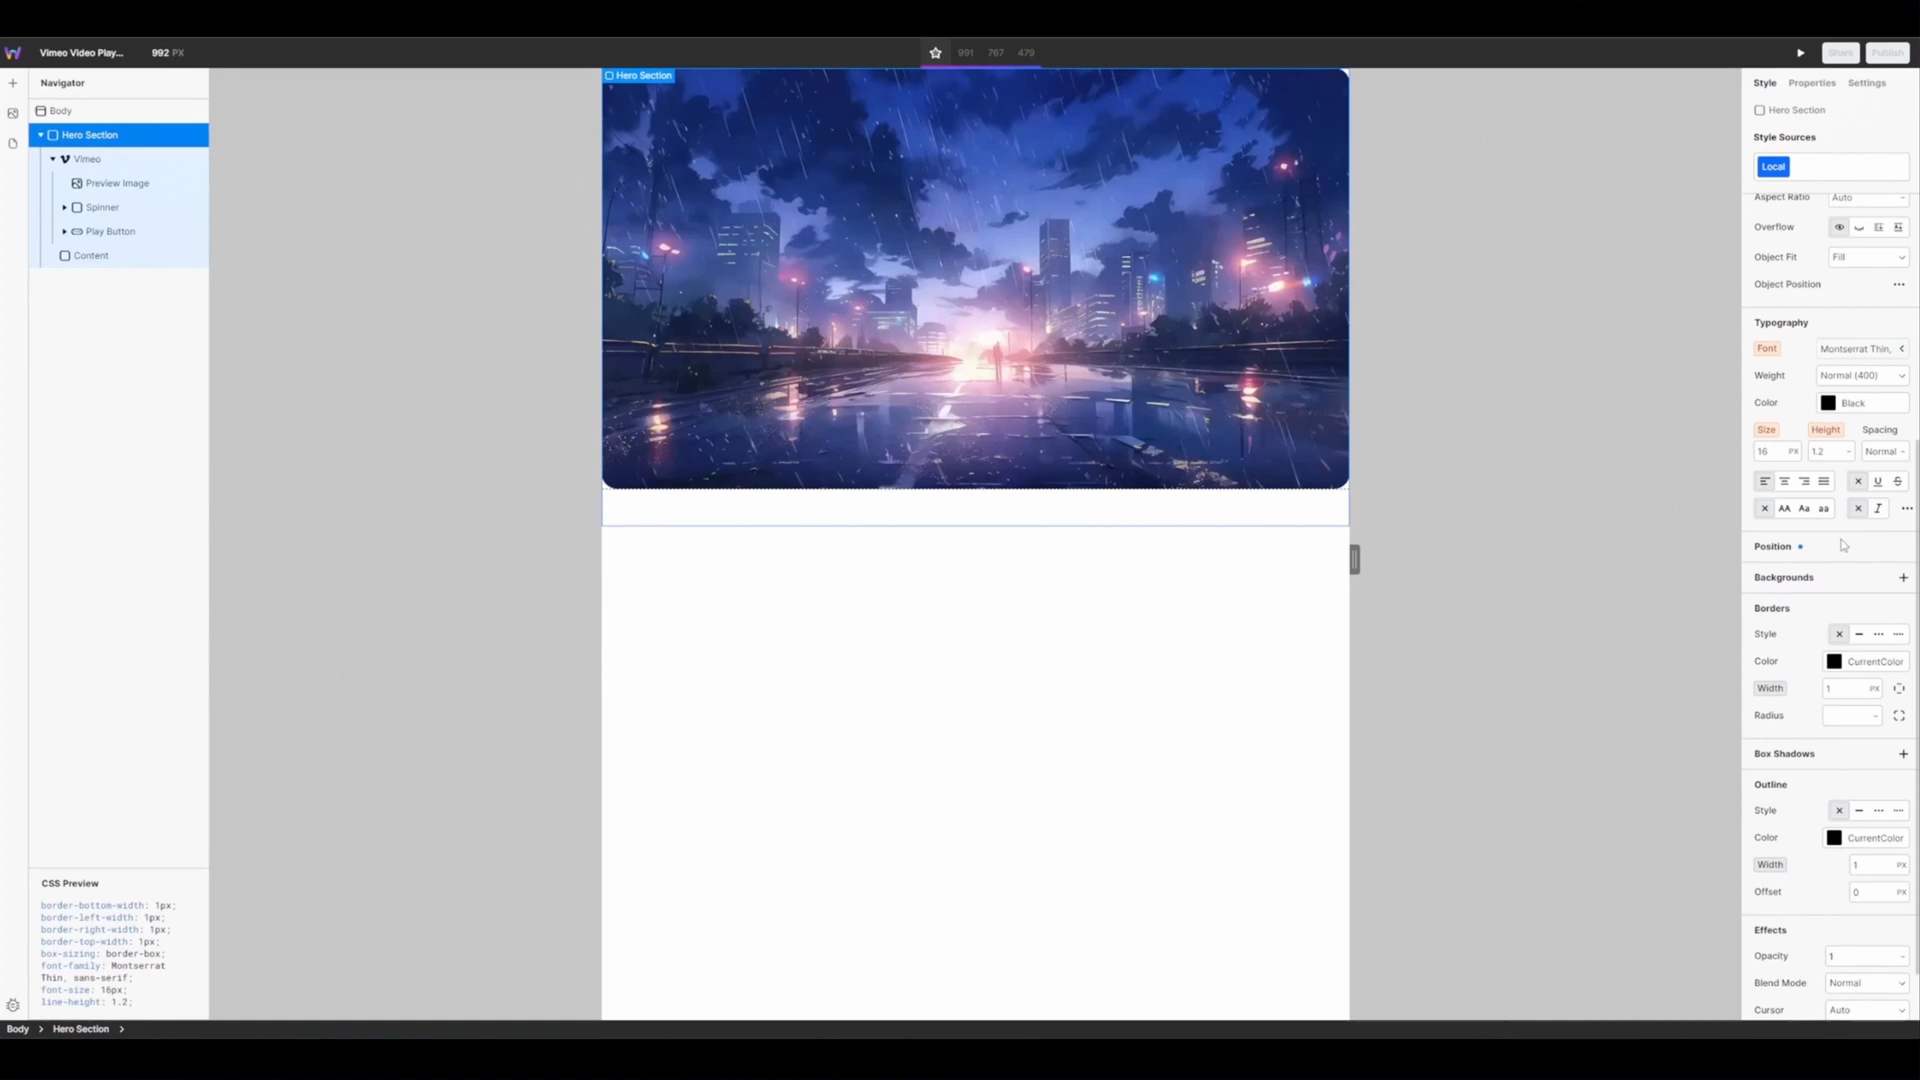 Vimeo Video Play...
992 PX
991
767
479
Share
Publish
Navigator
Body
Hero Section
Vimeo
Preview Image
Spinner
Play Button
Content
CSS Preview
border-bottom-width: 1px;
border-left-width: 1px;
border-right-width: 1px;
border-top-width: 1px;
box-sizing: border-box;
font-family: Montserrat
Thin, sans-serif;
font-size: 16px;
line-height: 1.2;
Hero Section
Style Properties Settings
Hero Section
Style Sources
Local
Aspect Ratio Auto
Overflow
Object Fit Fill
Object Position
Typography
Font Montserrat Thin,
Weight Normal (400)
Color Black
Size Height Spacing
16 PX 1.2 Normal
AA Aa aa
Position
Backgrounds
Borders
Style
Color CurrentColor
Width 1 PX
Radius
Box Shadows
Outline
Style
Color CurrentColor
Width 1 PX
Offset 0 PX
Effects
Opacity 1
Blend Mode Normal
Cursor Auto
Body Hero Section